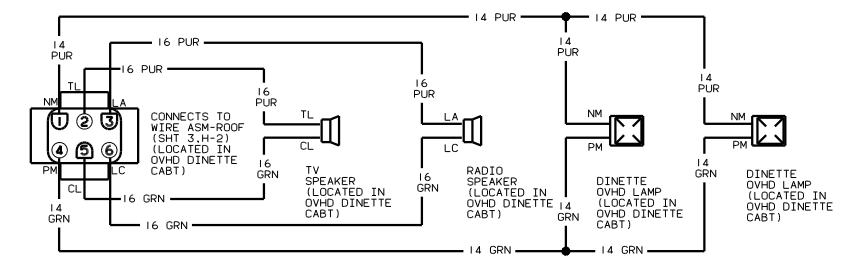 14 PUR
14 PUR
14
PUR
16 PUR
16 PUR
16
PUR
16
PUR
14
PUR
14
PUR
TL
NM
LA
1
2
3
4
5
6
PM
LC
CL
CONNECTS TO
WIRE ASM-ROOF
(SHT 3,H-2)
(LOCATED IN
OVHD DINETTE
CABT)
TL
CL
TV
SPEAKER
(LOCATED IN
OVHD DINETTE
CABT)
LA
LC
RADIO
SPEAKER
(LOCATED IN
OVHD DINETTE
CABT)
NM
PM
DINETTE
OVHD LAMP
(LOCATED IN
OVHD DINETTE
CABT)
NM
PM
DINETTE
OVHD LAMP
(LOCATED IN
OVHD DINETTE
CABT)
16
GRN
16
GRN
14
GRN
14
GRN
14
GRN
16 GRN
16 GRN
14 GRN
14 GRN